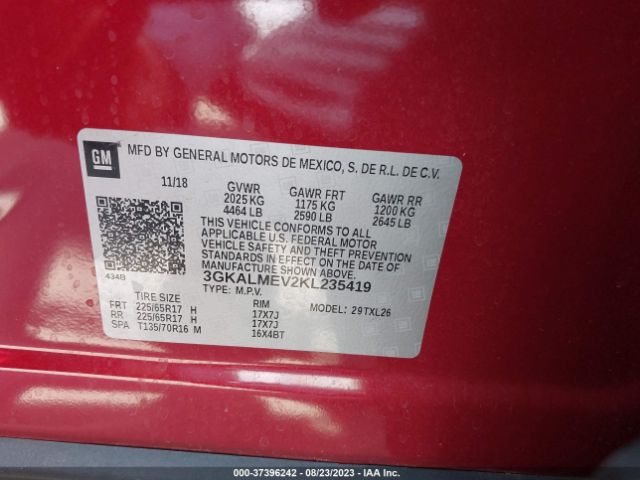 GM
MFD BY GENERAL MOTORS DE MEXICO, S. DE R.L. DE C.V.
11/18 GVWR GAWR FRT GAWR RR
2025 KG 1175 KG 1200 KG
4464 LB 2590 LB 2645 LB
THIS VEHICLE CONFORMS TO ALL
APPLICABLE U.S. FEDERAL MOTOR
VEHICLE SAFETY AND THEFT PREVENTION
STANDARDS IN EFFECT ON THE DATE OF
MANUFACTURE SHOWN ABOVE.
434B 3GKALMEV2KL235419
TYPE: M.P.V. MODEL: 29TXL26
TIRE SIZE RIM
FRT 225/65R17 H 17X7J
RR 225/65R17 H 17X7J
SPA T135/70R16 M 16X4BT
000-37396242 - 08/23/2023 - IAA Inc.